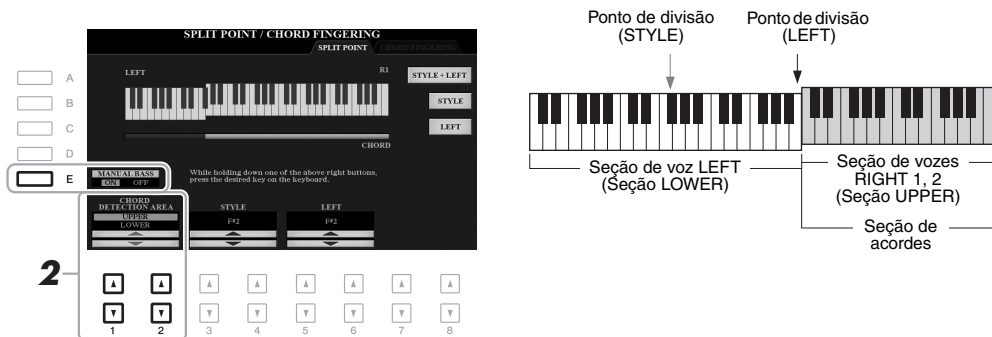 SPLIT POINT / CHORD FINGERING
SPLIT POINT
CHORD FINGERING
LEFT
R1
STYLE + LEFT
STYLE
LEFT
CHORD
A
B
C
D
E
MANUAL BASS
ON OFF
While holding down one of the above right buttons,
press the desired key on the keyboard.
CHORD
DETECTION AREA
UPPER
LOWER
STYLE
F#2
LEFT
F#2
2
1 2 3 4 5 6 7 8
Ponto de divisão
(STYLE)
Ponto de divisão
(LEFT)
Seção de voz LEFT
(Seção LOWER)
Seção de vozes
RIGHT 1, 2
(Seção UPPER)
Seção de
acordes